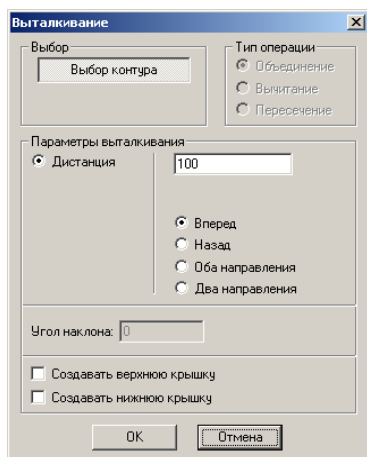 Выталкивание
Выбор
Выбор контура
Тип операции
Объединение
Вычитание
Пересечение
Параметры выталкивания
Дистанция
100
Вперед
Назад
Оба направления
Два направления
Угол наклона: 0
Создавать верхнюю крышку
Создавать нижнюю крышку
OK
Отмена